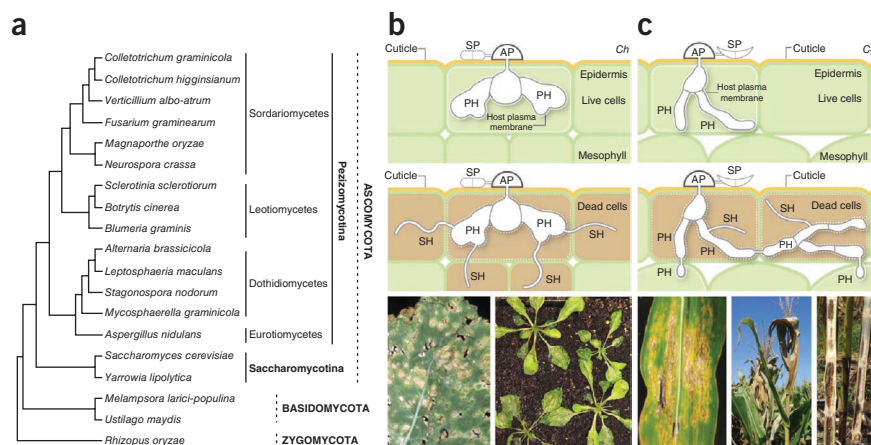 a
Colletotrichum graminicola
Colletotrichum higginsianum
Verticillium albo-atrum
Fusarium graminearum
Magnaporthe oryzae
Neurospora crassa
Sclerotinia sclerotiorum
Botrytis cinerea
Blumeria graminis
Alternaria brassicicola
Leptosphaeria maculans
Stagonospora nodorum
Mycosphaerella graminicola
Aspergillus nidulans
Saccharomyces cerevisiae
Yarrowia lipolytica
Melampsora larici-populina
Ustilago maydis
Rhizopus oryzae
Sordariomycetes
Leotiomycetes
Dothidiomycetes
Eurotiomycetes
Saccharomycotina
Pezizomycotina
ASCOMYCOTA
BASIDOMYCOTA
ZYGOMYCOTA
b
Cuticle
SP
AP
Ch
Epidermis
PH
PH
Live cells
Host plasma
membrane
Mesophyll
Cuticle
SP
AP
Dead cells
PH
PH
SH
SH
SH
SH
c
AP
SP
Cuticle
Epidermis
Host plasma
membrane
Live cells
PH
PH
Mesophyll
AP
SP
Cuticle
Dead cells
SH
SH
PH
PH
PH
PH